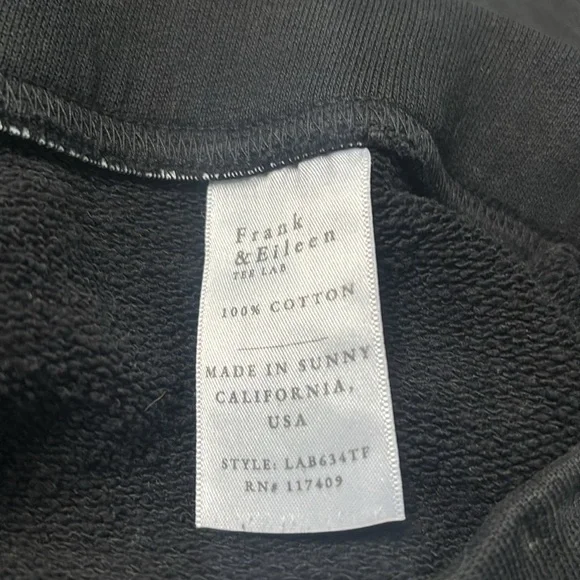 Frank
& Eileen
TEE LAB
100% COTTON
MADE IN SUNNY
CALIFORNIA,
USA
STYLE: LAB634TF
RN# 117409